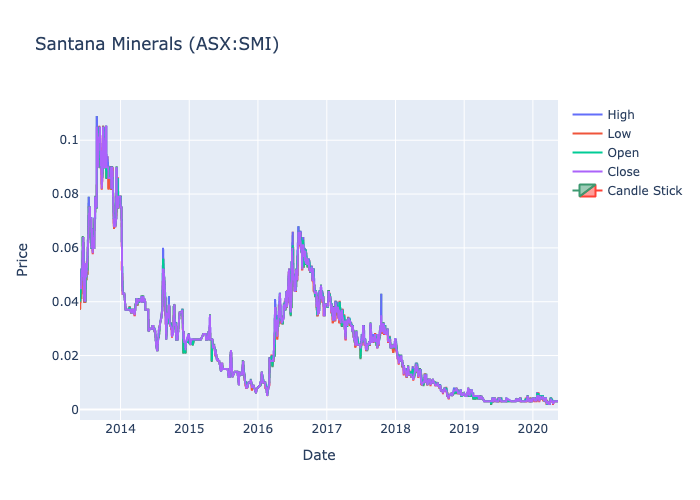 Santana Minerals (ASX:SMI)
High
Low
Open
Close
Candle Stick
Price
0.1
0.08
0.06
0.04
0.02
0
2014 2015 2016 2017 2018 2019 2020
Date